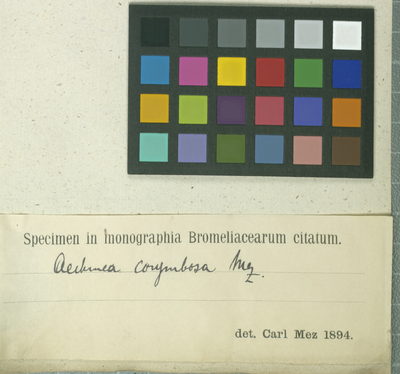 Specimen in monographia Bromeliacearum citatum.
Aechmea corymbosa Mez.
det. Carl Mez 1894.